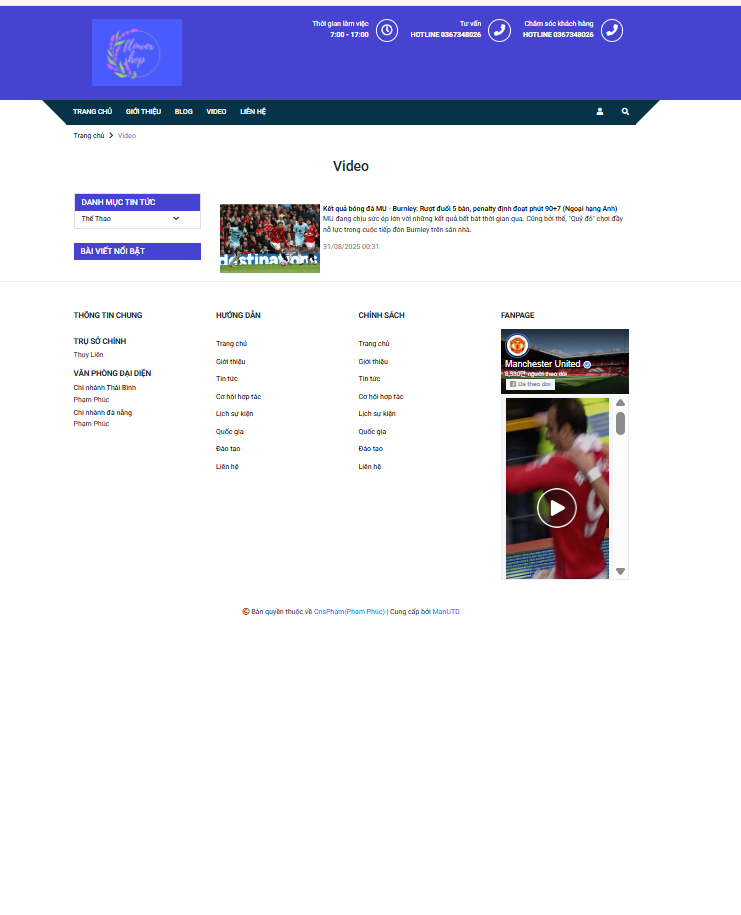 flower
shop
Thời gian làm việc
7:00 - 17:00
Tư vấn
HOTLINE 0367348026
Chăm sóc khách hàng
HOTLINE 0367348026
TRANG CHỦ
GIỚI THIỆU
BLOG
VIDEO
LIÊN HỆ
Trang chủ > Video
Video
DANH MỤC TIN TỨC
Thể Thao
BÀI VIẾT NỔI BẬT
Kết quả bóng đá MU - Burnley: Rượt đuổi 5 bàn, penalty định đoạt phút 90+7 (Ngoại hạng Anh)
MU đang chịu sức ép lớn với những kết quả bết bát thời gian qua. Cũng bởi thế, "Quỷ đỏ" chơi đầy
nỗ lực trong cuộc tiếp đón Burnley trên sân nhà.
31/08/2025 00:31
destinations
THÔNG TIN CHUNG
TRỤ SỞ CHÍNH
Thụy Liên
VĂN PHÒNG ĐẠI DIỆN
Chi nhánh Thái Bình
Phạm Phúc
Chi nhánh đà nẵng
Phạm Phúc
HƯỚNG DẪN
Trang chủ
Giới thiệu
Tin tức
Cơ hội hợp tác
Lịch sự kiện
Quốc gia
Đào tạo
Liên hệ
CHÍNH SÁCH
Trang chủ
Giới thiệu
Tin tức
Cơ hội hợp tác
Lịch sự kiện
Quốc gia
Đào tạo
Liên hệ
FANPAGE
Manchester United
người theo dõi
Đã theo dõi
© Bản quyền thuộc về CrisPham(Phạm Phúc) | Cung cấp bởi ManUTD